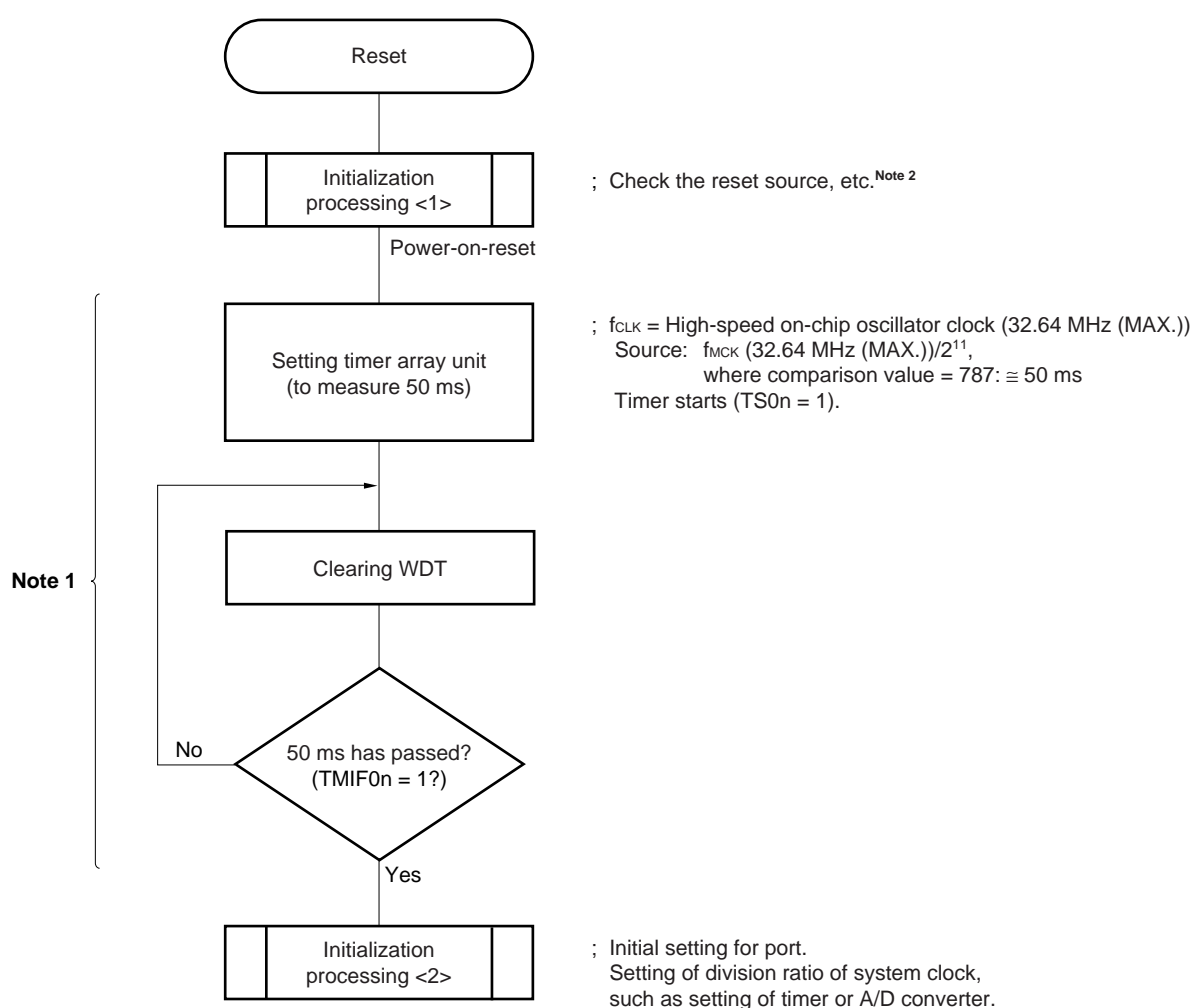 Reset
Initialization
processing <1>
; Check the reset source, etc.Note 2
Power-on-reset
Setting timer array unit
(to measure 50 ms)
; fCLK = High-speed on-chip oscillator clock (32.64 MHz (MAX.))
Source: fMCK (32.64 MHz (MAX.))/2¹¹,
where comparison value = 787: ≅ 50 ms
Timer starts (TS0n = 1).
Note 1
Clearing WDT
No
50 ms has passed?
(TMIF0n = 1?)
Yes
Initialization
processing <2>
; Initial setting for port.
Setting of division ratio of system clock,
such as setting of timer or A/D converter.